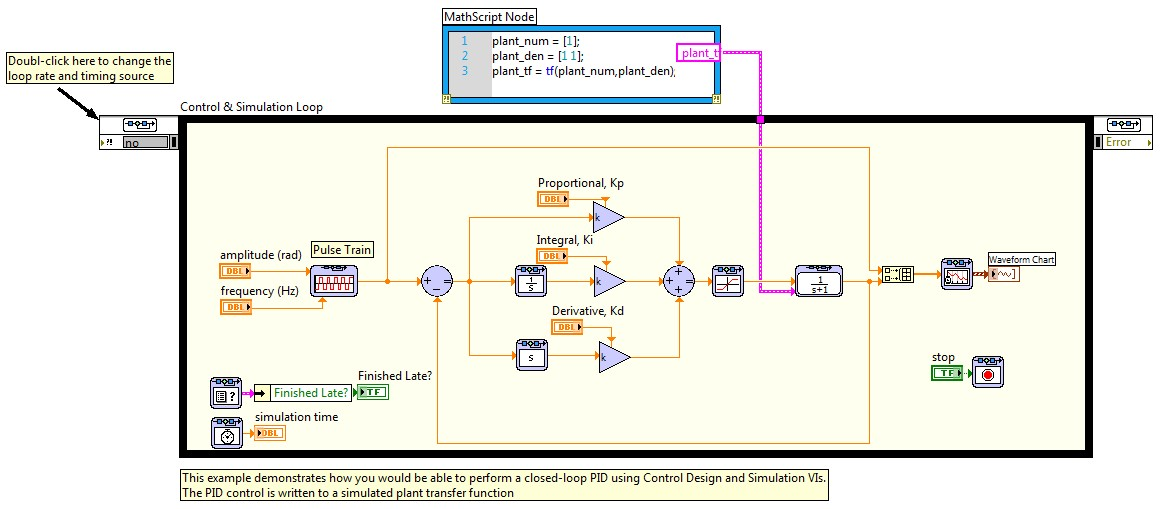 MathScript Node
1 plant_num = [1];
2 plant_den = [1 1];
3 plant_tf = tf(plant_num,plant_den);
plant_t
Doubl-click here to change the
loop rate and timing source
Control & Simulation Loop
?! no
Error
Proportional, Kp
DBL
k
Integral, Ki
DBL
k
Derivative, Kd
DBL
k
amplitude (rad)
DBL
Pulse Train
frequency (Hz)
DBL
+
- =
1
s
s
+
+ =
+
1
s+1
Waveform Chart
stop
TF
Finished Late?
?
Finished Late?
TF
simulation time
DBL
This example demonstrates how you would be able to perform a closed-loop PID using Control Design and Simulation VIs.
The PID control is written to a simulated plant transfer function